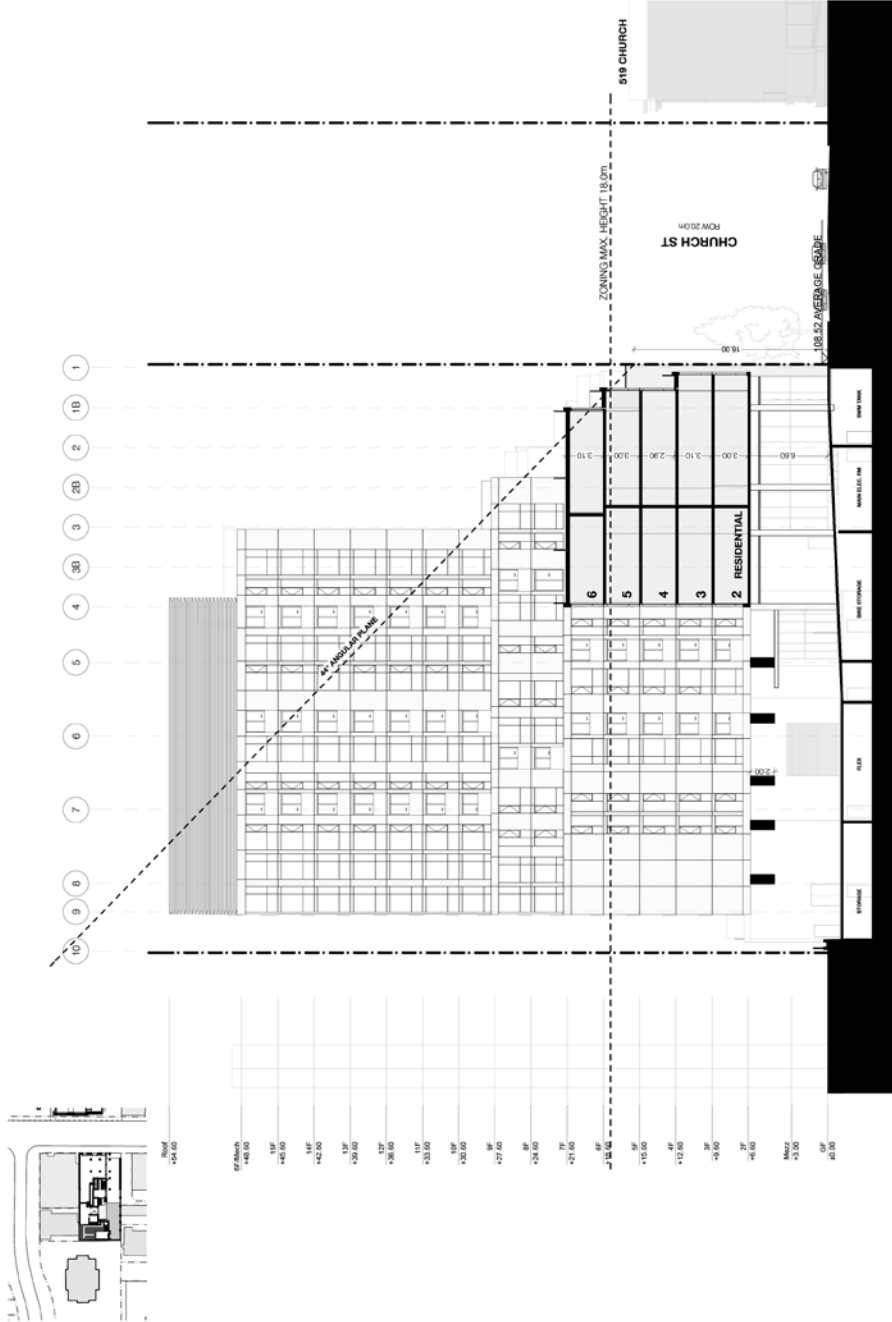 Roof
+54.60
6F/Mech
+48.60
15F
+45.60
14F
+42.60
13F
+39.60
12F
+36.60
11F
+33.60
10F
+30.60
9F
+27.60
8F
+24.60
7F
+21.60
6F
+18.60
5F
+15.60
4F
+12.60
3F
+9.60
2F
+6.60
Mezz
+3.00
GF
±0.00
10
9
8
7
6
5
4
3B
3
2B
2
1B
1
44° ANGULAR PLANE
ZONING MAX. HEIGHT 18.0m
519 CHURCH
CHURCH ST
ROW 20.0m
108.52 AVERAGE GRADE
16.00
6
5
4
3
2 RESIDENTIAL
3.10
3.00
2.90
3.10
3.00
6.60
2.00
STORAGE
FLEX
BIKE STORAGE
MAIN ELEC. RM
SWM TANK